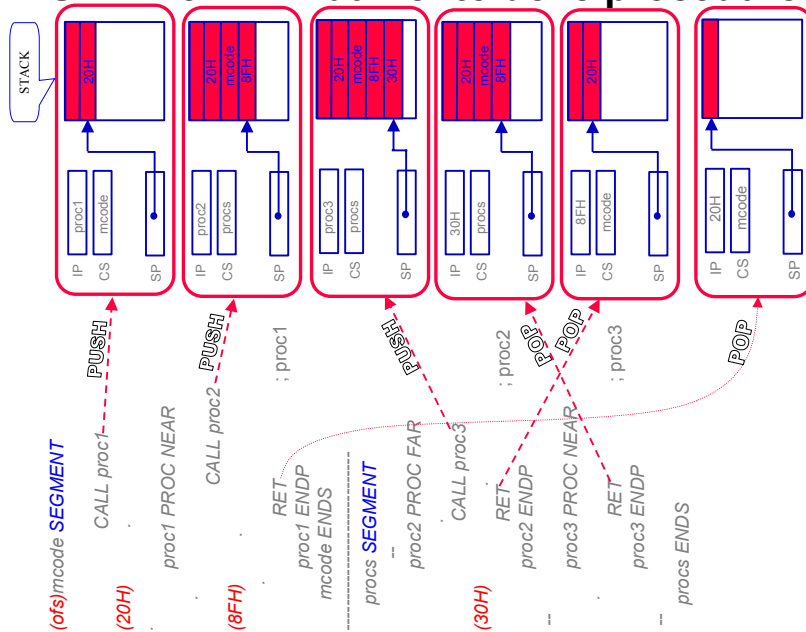 (ofs)mcode SEGMENT
CALL proc1
(20H)
.
proc1 PROC NEAR
.
CALL proc2
(8FH)
.
RET ; proc1
proc1 ENDP
mcode ENDS
--------------------------------
procs SEGMENT
--
proc2 PROC FAR
.
CALL proc3
(30H)
RET ; proc2
proc2 ENDP
--
proc3 PROC NEAR
.
RET ; proc3
proc3 ENDP
--
procs ENDS
PUSH
PUSH
PUSH
POP
POP
POP
STACK
IP proc1
CS mcode
SP
20H
IP proc2
CS procs
SP
20H
mcode
8FH
IP proc3
CS procs
SP
20H
mcode
8FH
30H
IP 30H
CS procs
SP
20H
mcode
8FH
IP 8FH
CS mcode
SP
20H
IP 20H
CS mcode
SP